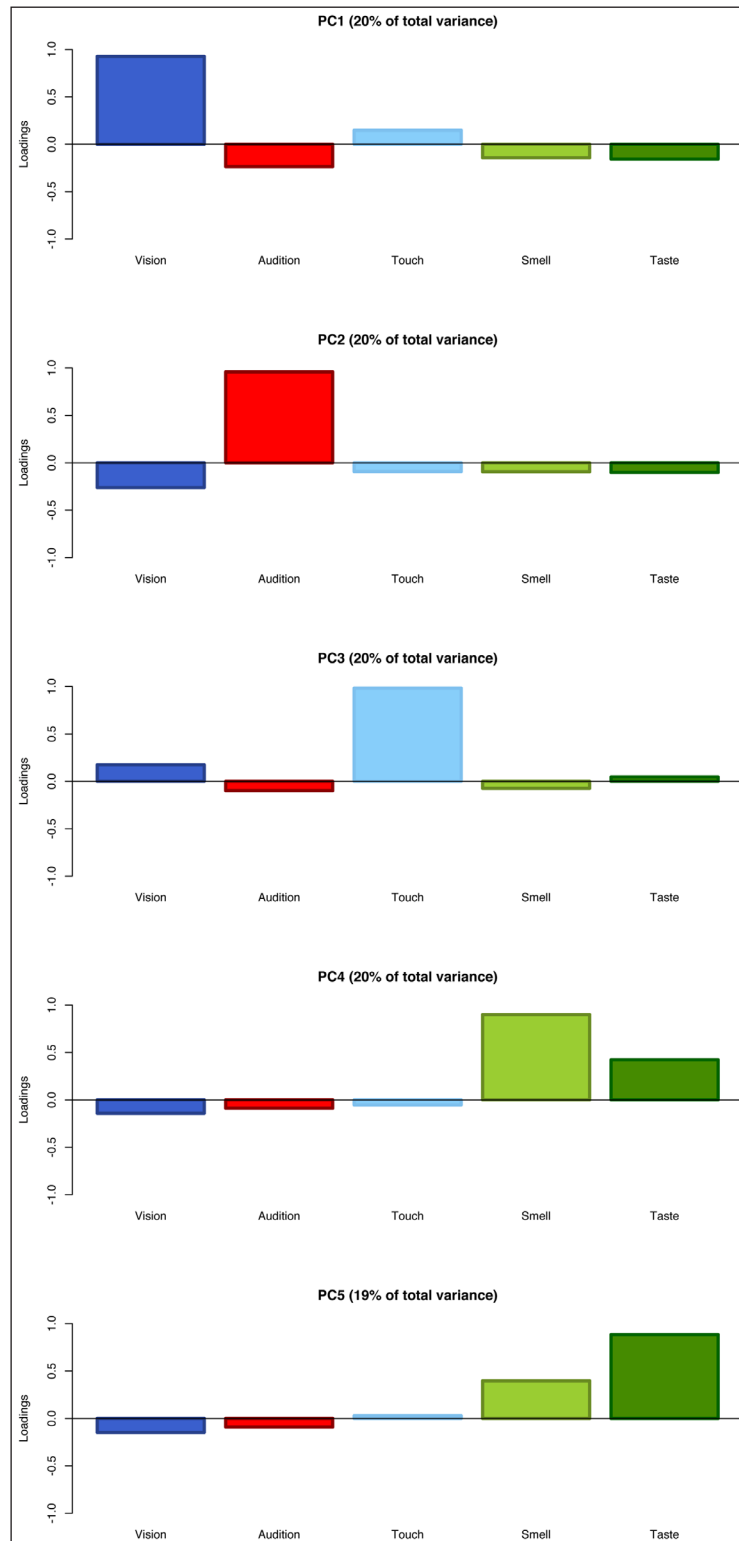 PC1 (20% of total variance)
1.0
0.5
0.0
-0.5
-1.0
Loadings
Vision Audition Touch Smell Taste
PC2 (20% of total variance)
1.0
0.5
0.0
-0.5
-1.0
Loadings
Vision Audition Touch Smell Taste
PC3 (20% of total variance)
1.0
0.5
0.0
-0.5
-1.0
Loadings
Vision Audition Touch Smell Taste
PC4 (20% of total variance)
1.0
0.5
0.0
-0.5
-1.0
Loadings
Vision Audition Touch Smell Taste
PC5 (19% of total variance)
1.0
0.5
0.0
-0.5
-1.0
Loadings
Vision Audition Touch Smell Taste